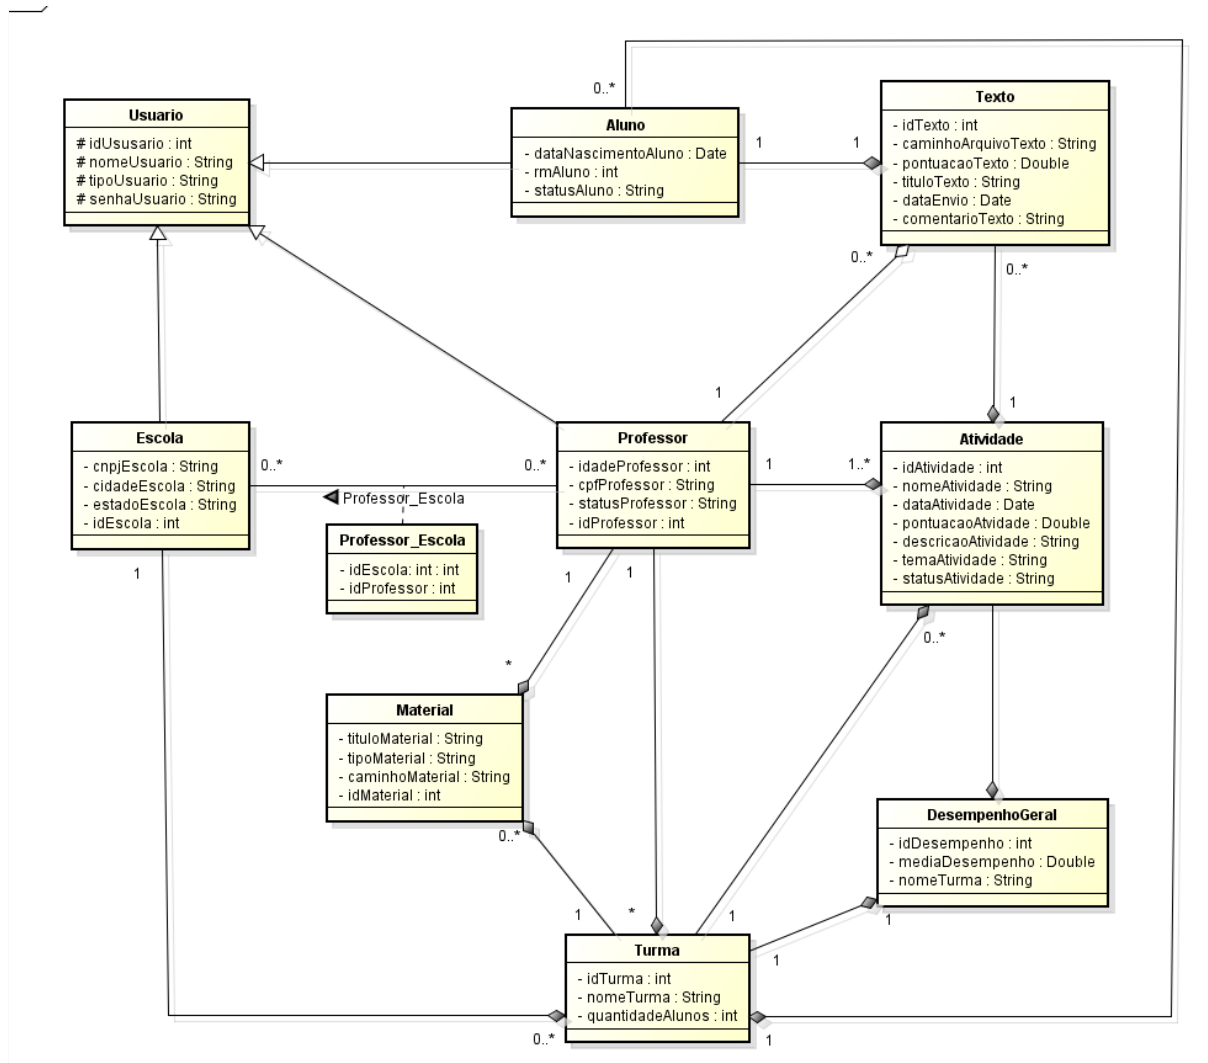 0..*
Usuario
# idUsusario : int
# nomeUsuario : String
# tipoUsuario : String
# senhaUsuario : String
Aluno
- dataNascimentoAluno : Date
- rmAluno : int
- statusAluno : String
1
1
Texto
- idTexto : int
- caminhoArquivoTexto : String
- pontuacaoTexto : Double
- tituloTexto : String
- dataEnvio : Date
- comentarioTexto : String
0..*
0..*
1
1
Escola
- cnpjEscola : String
- cidadeEscola : String
- estadoEscola : String
- idEscola : int
0..*
0..*
Professor_Escola
Professor_Escola
- idEscola: int : int
- idProfessor : int
Professor
- idadeProfessor : int
- cpfProfessor : String
- statusProfessor : String
- idProfessor : int
1
1..*
Atividade
- idAtividade : int
- nomeAtividade : String
- dataAtividade : Date
- pontuacaoAtvidade : Double
- descricaoAtividade : String
- temaAtividade : String
- statusAtividade : String
1
1
1
0..*
*
Material
- tituloMaterial : String
- tipoMaterial : String
- caminhoMaterial : String
- idMaterial : int
0..*
DesempenhoGeral
- idDesempenho : int
- mediaDesempenho : Double
- nomeTurma : String
1
*
1
1
1
Turma
- idTurma : int
- nomeTurma : String
- quantidadeAlunos : int
0..*
1